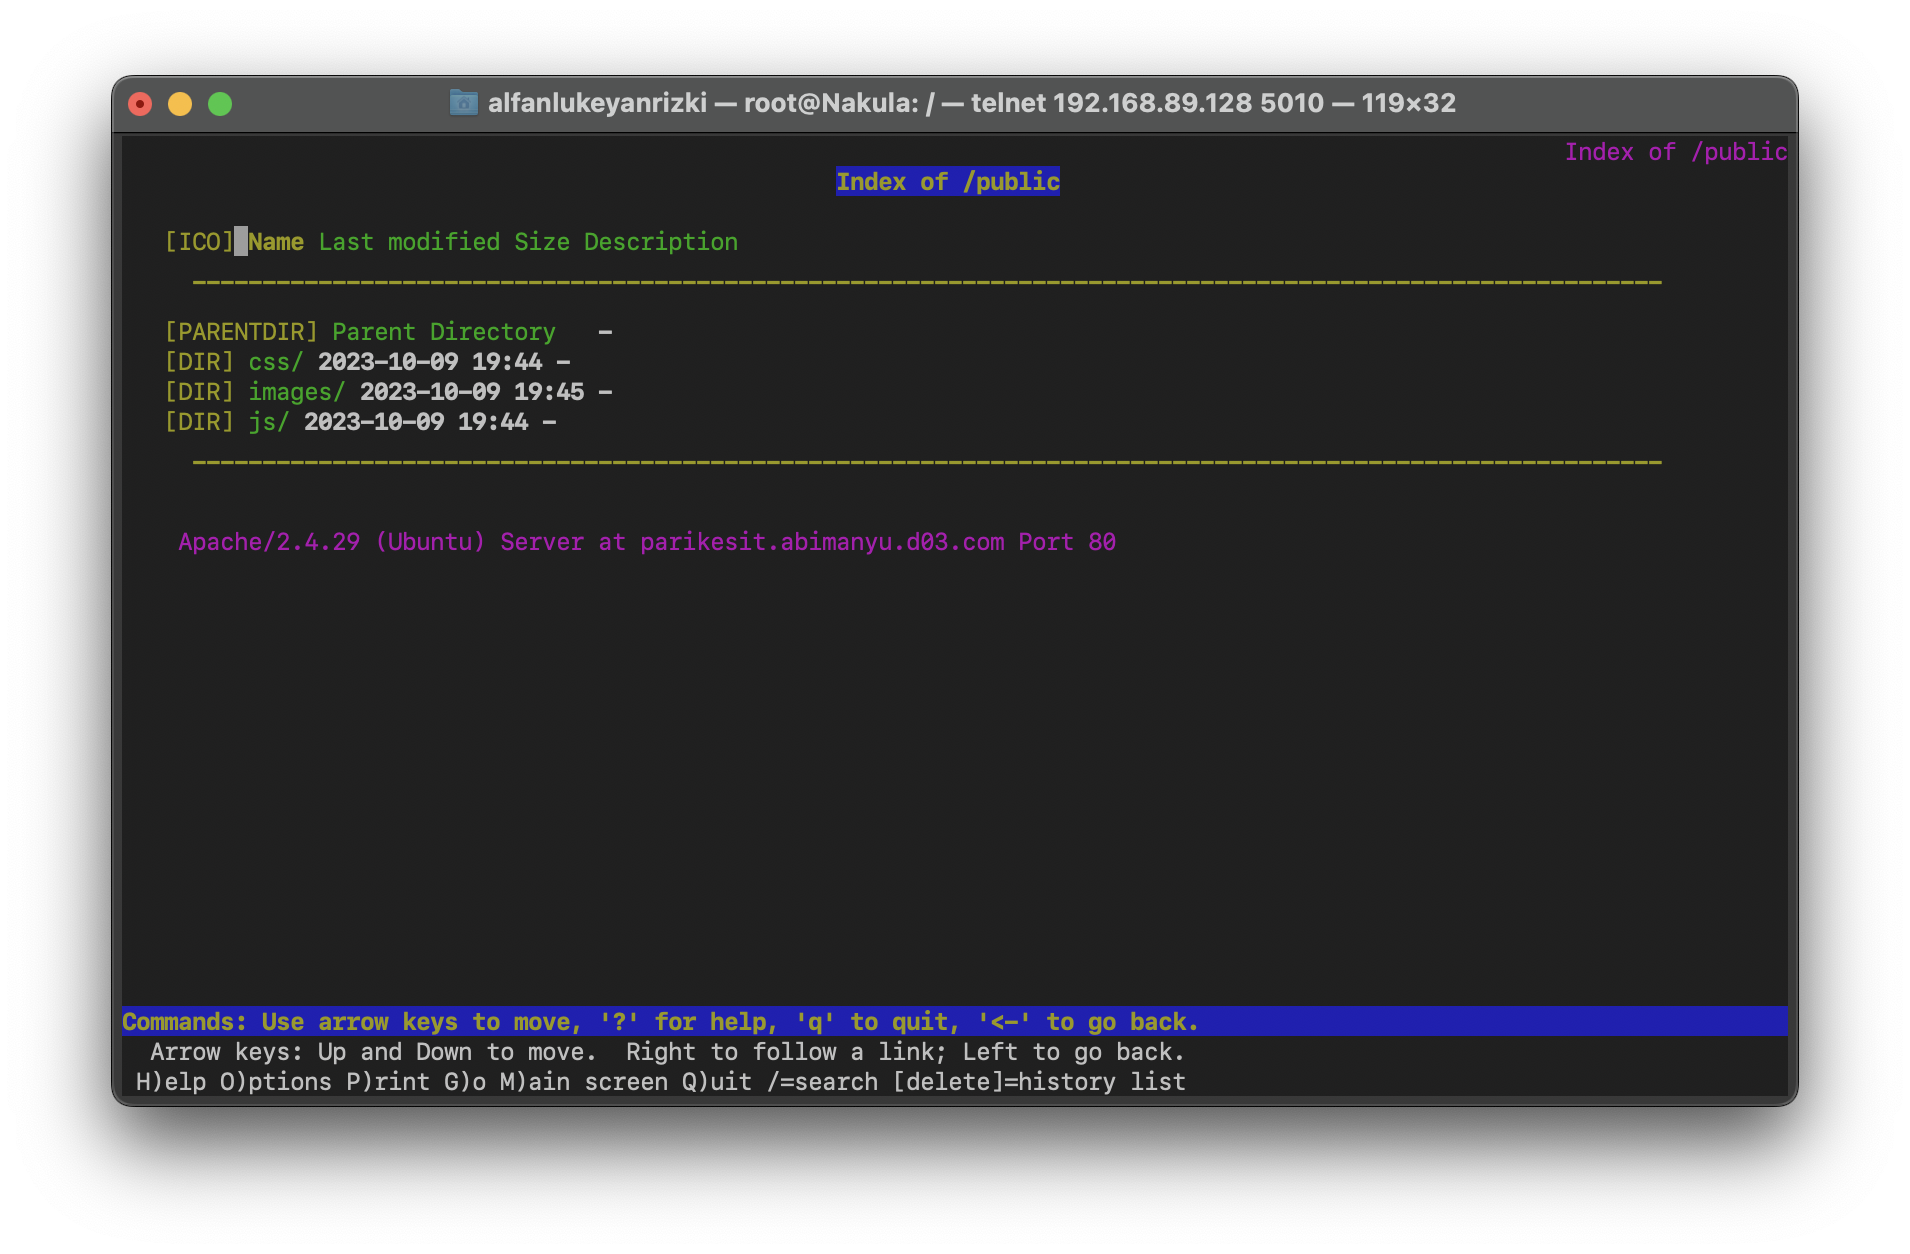 alfanlukeyanrizki — root@Nakula: / — telnet 192.168.89.128 5010 — 119×32
Index of /public
Index of /public
[ICO] Name Last modified Size Description
[PARENTDIR] Parent Directory   -
[DIR] css/ 2023-10-09 19:44 -
[DIR] images/ 2023-10-09 19:45 -
[DIR] js/ 2023-10-09 19:44 -
Apache/2.4.29 (Ubuntu) Server at parikesit.abimanyu.d03.com Port 80
Commands: Use arrow keys to move, '?' for help, 'q' to quit, '<-' to go back.
Arrow keys: Up and Down to move.  Right to follow a link; Left to go back.
H)elp O)ptions P)rint G)o M)ain screen Q)uit /=search [delete]=history list